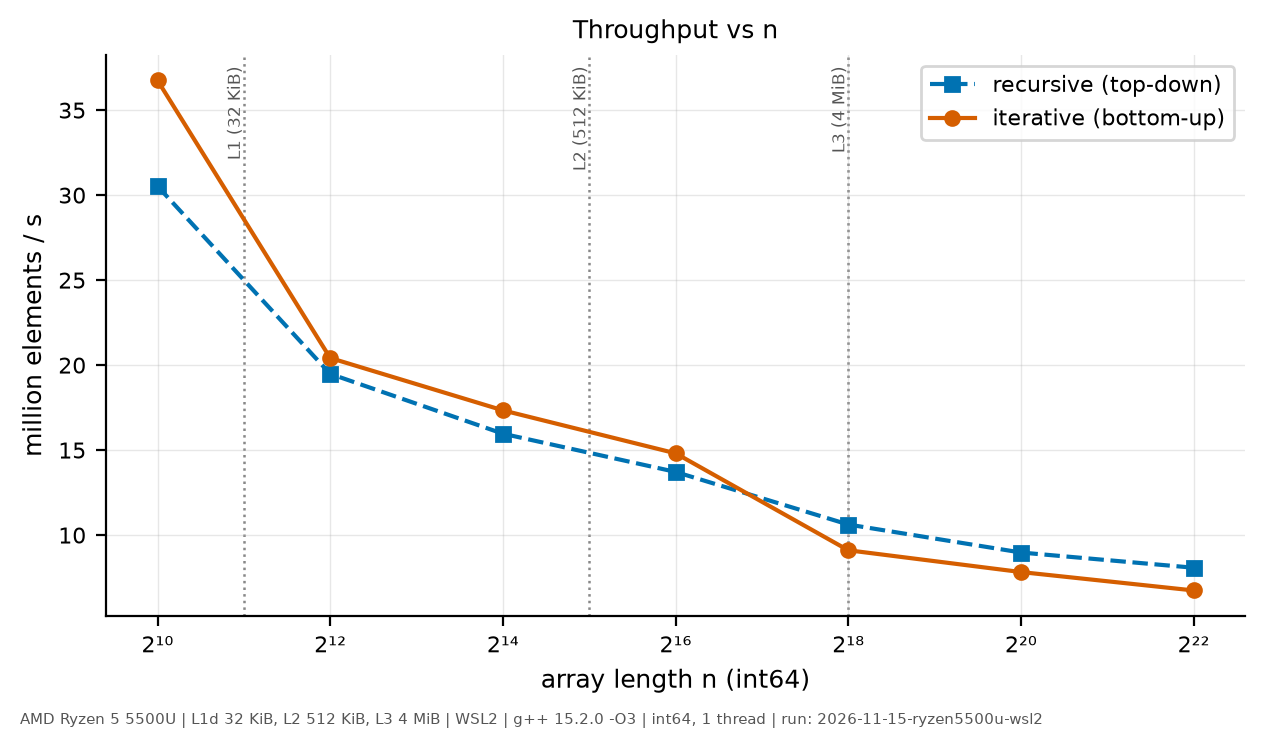 Throughput vs n
recursive (top-down)
iterative (bottom-up)
L1 (32 KiB)
L2 (512 KiB)
L3 (4 MiB)
million elements / s
35
30
25
20
15
10
2¹⁰
2¹²
2¹⁴
2¹⁶
2¹⁸
2²⁰
2²²
array length n (int64)
AMD Ryzen 5 5500U | L1d 32 KiB, L2 512 KiB, L3 4 MiB | WSL2 | g++ 15.2.0 -O3 | int64, 1 thread | run: 2026-11-15-ryzen5500u-wsl2